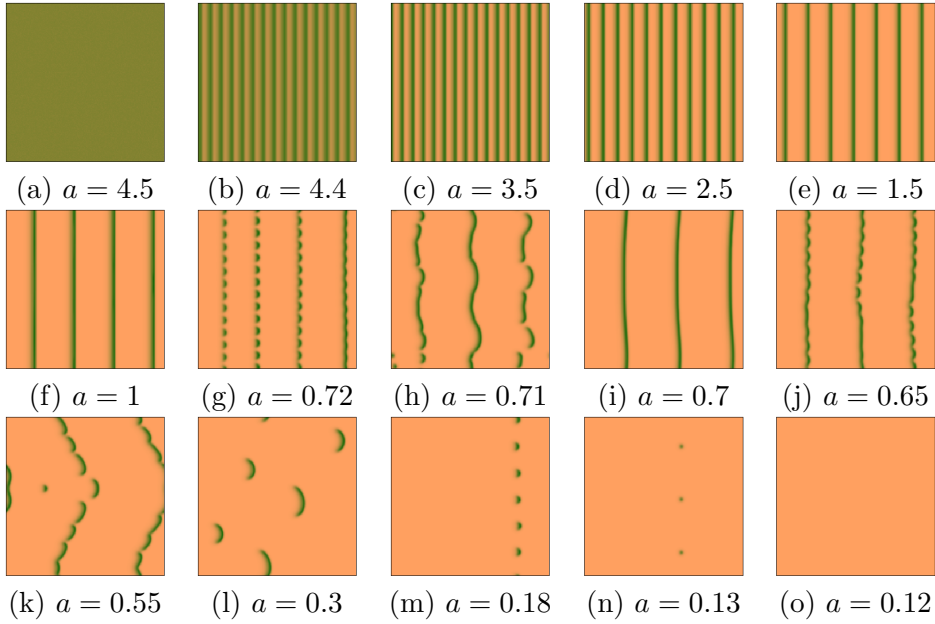 (a) a = 4.5 (b) a = 4.4 (c) a = 3.5 (d) a = 2.5 (e) a = 1.5
(f) a = 1 (g) a = 0.72 (h) a = 0.71 (i) a = 0.7 (j) a = 0.65
(k) a = 0.55 (l) a = 0.3 (m) a = 0.18 (n) a = 0.13 (o) a = 0.12